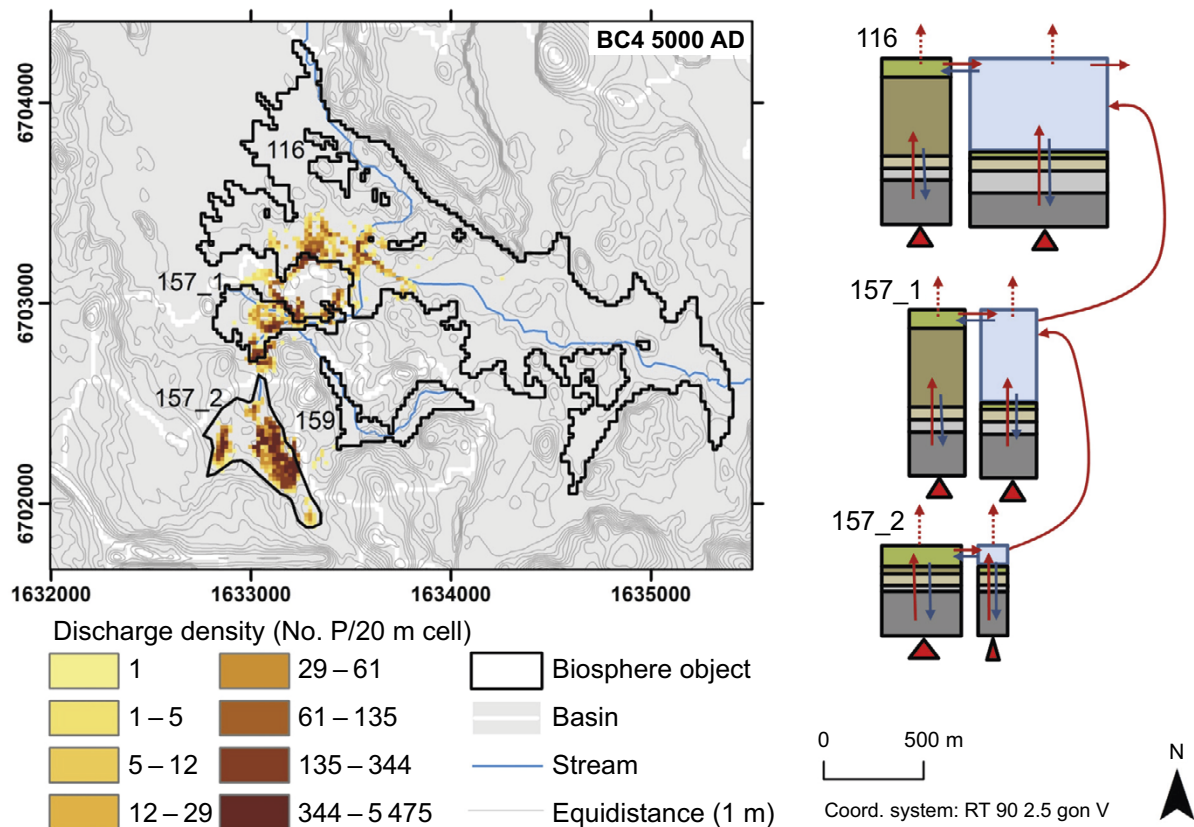 BC4 5000 AD
6704000
6703000
6702000
116
157_1
157_2
159
1632000 1633000 1634000 1635000
116
157_1
157_2
Discharge density (No. P/20 m cell)
1
1 – 5
5 – 12
12 – 29
29 – 61
61 – 135
135 – 344
344 – 5 475
Biosphere object
Basin
Stream
Equidistance (1 m)
0 500 m
Coord. system: RT 90 2.5 gon V
N